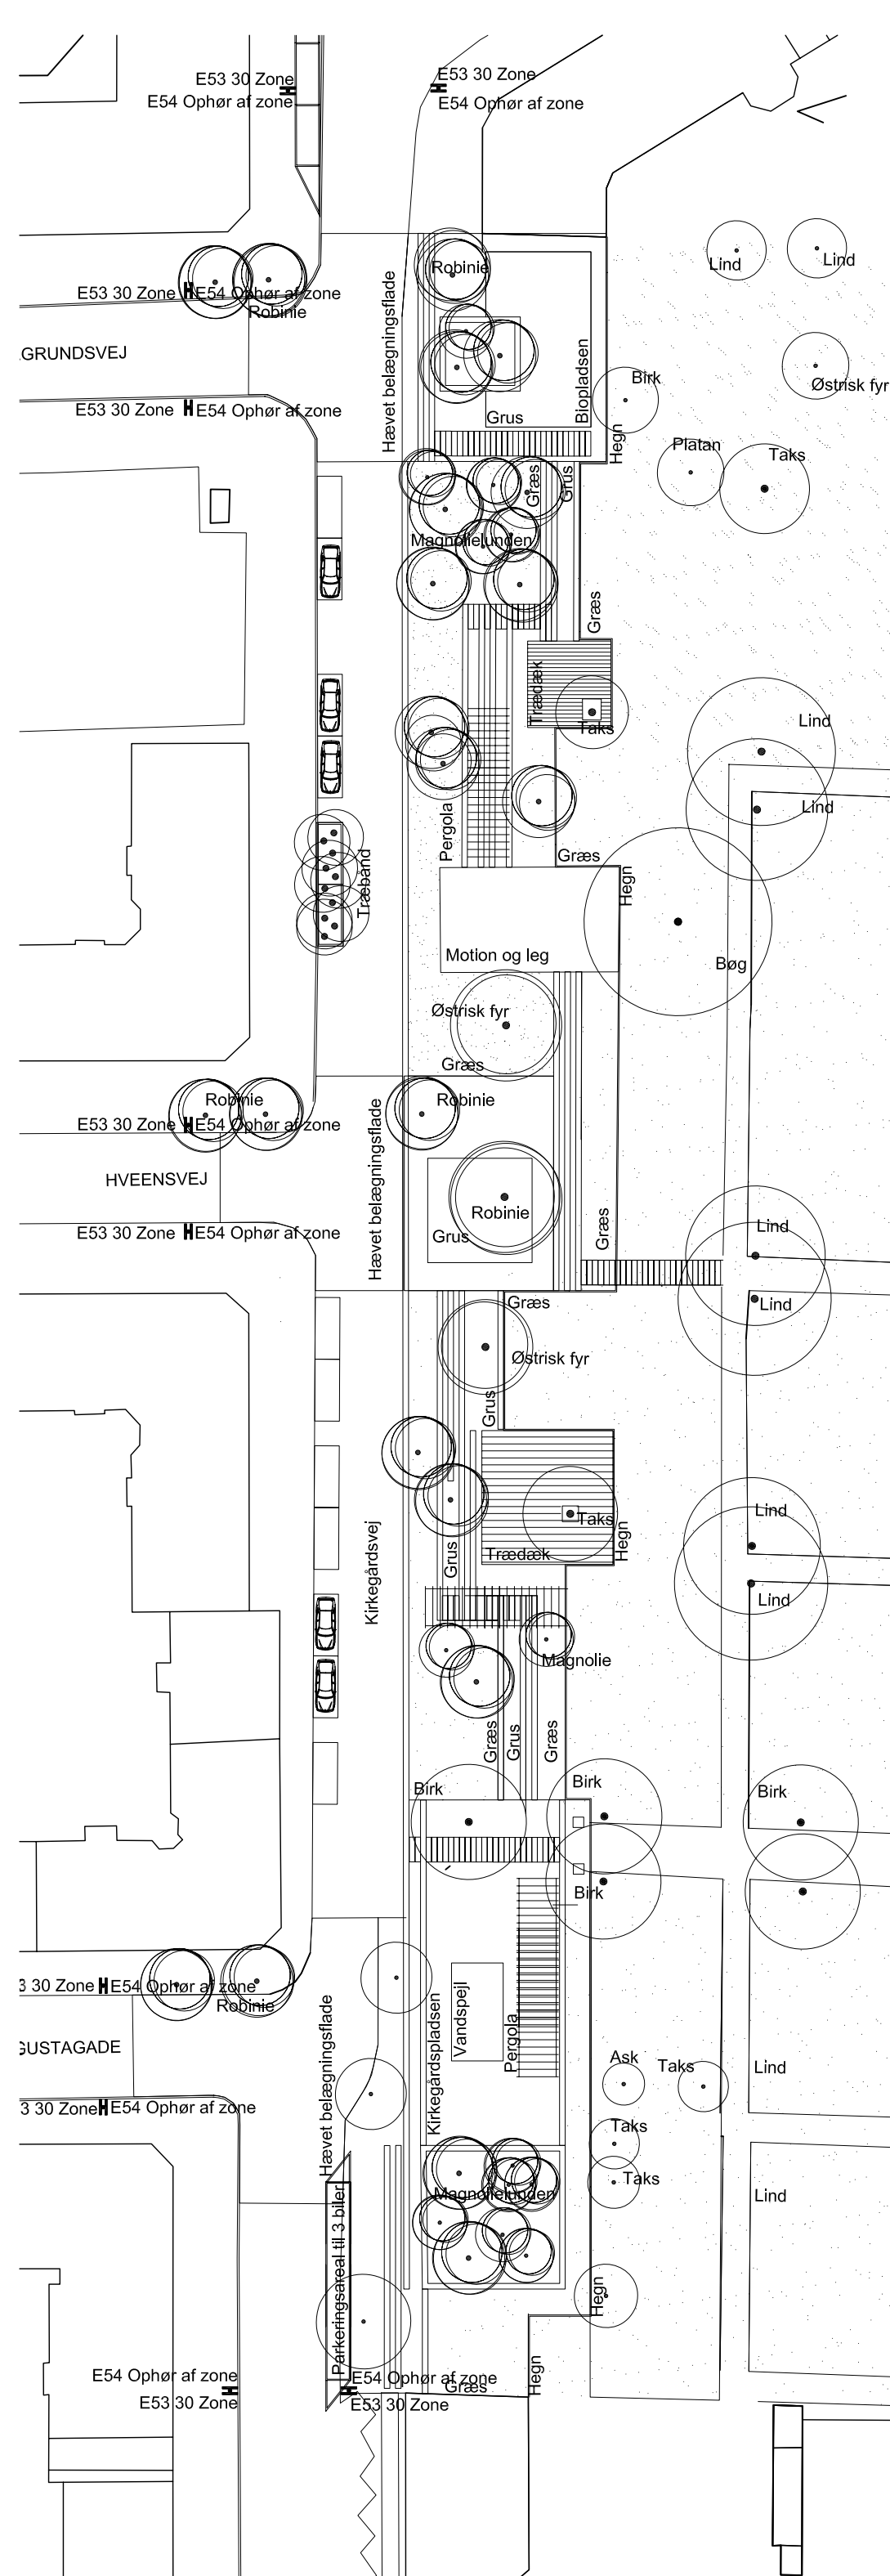 E53 30 Zone
E54 Ophør af zone
E53 30 Zone
E54 Ophør af zone
Lind
Lind
Robinie
E53 30 Zone
E54 Ophør af zone
Robinie
Hævet belægningsflade
GRUNDSVEJ
Biopladsen
Birk
Østrisk fyr
E53 30 Zone
E54 Ophør af zone
Grus
Hegn
Platan
Taks
Græs
Grus
Magnolielunden
Græs
Trædæk
Taks
Lind
Lind
Pergola
Græs
Træbånd
Hegn
Motion og leg
Bøg
Østrisk fyr
Græs
Robinie
Robinie
E53 30 Zone
E54 Ophør af zone
Hævet belægningsflade
HVEENSVEJ
Robinie
Grus
Græs
Lind
E53 30 Zone
E54 Ophør af zone
Græs
Lind
Østrisk fyr
Grus
Lind
Taks
Hegn
Trædæk
Grus
Kirkegårdsvej
Lind
Magnolie
Græs
Grus
Græs
Birk
Birk
Birk
Birk
3 30 Zone
E54 Ophør af zone
Robinie
Hævet belægningsflade
Kirkegårdspladsen
Vandspejl
Pergola
GUSTAGADE
Ask
Taks
Lind
3 30 Zone
E54 Ophør af zone
Taks
Taks
Magnolielunden
Lind
Parkeringsareal til 3 biler
Hegn
E54 Ophør af zone
E53 30 Zone
E54 Ophør af zone
Græs
E53 30 Zone
Hegn